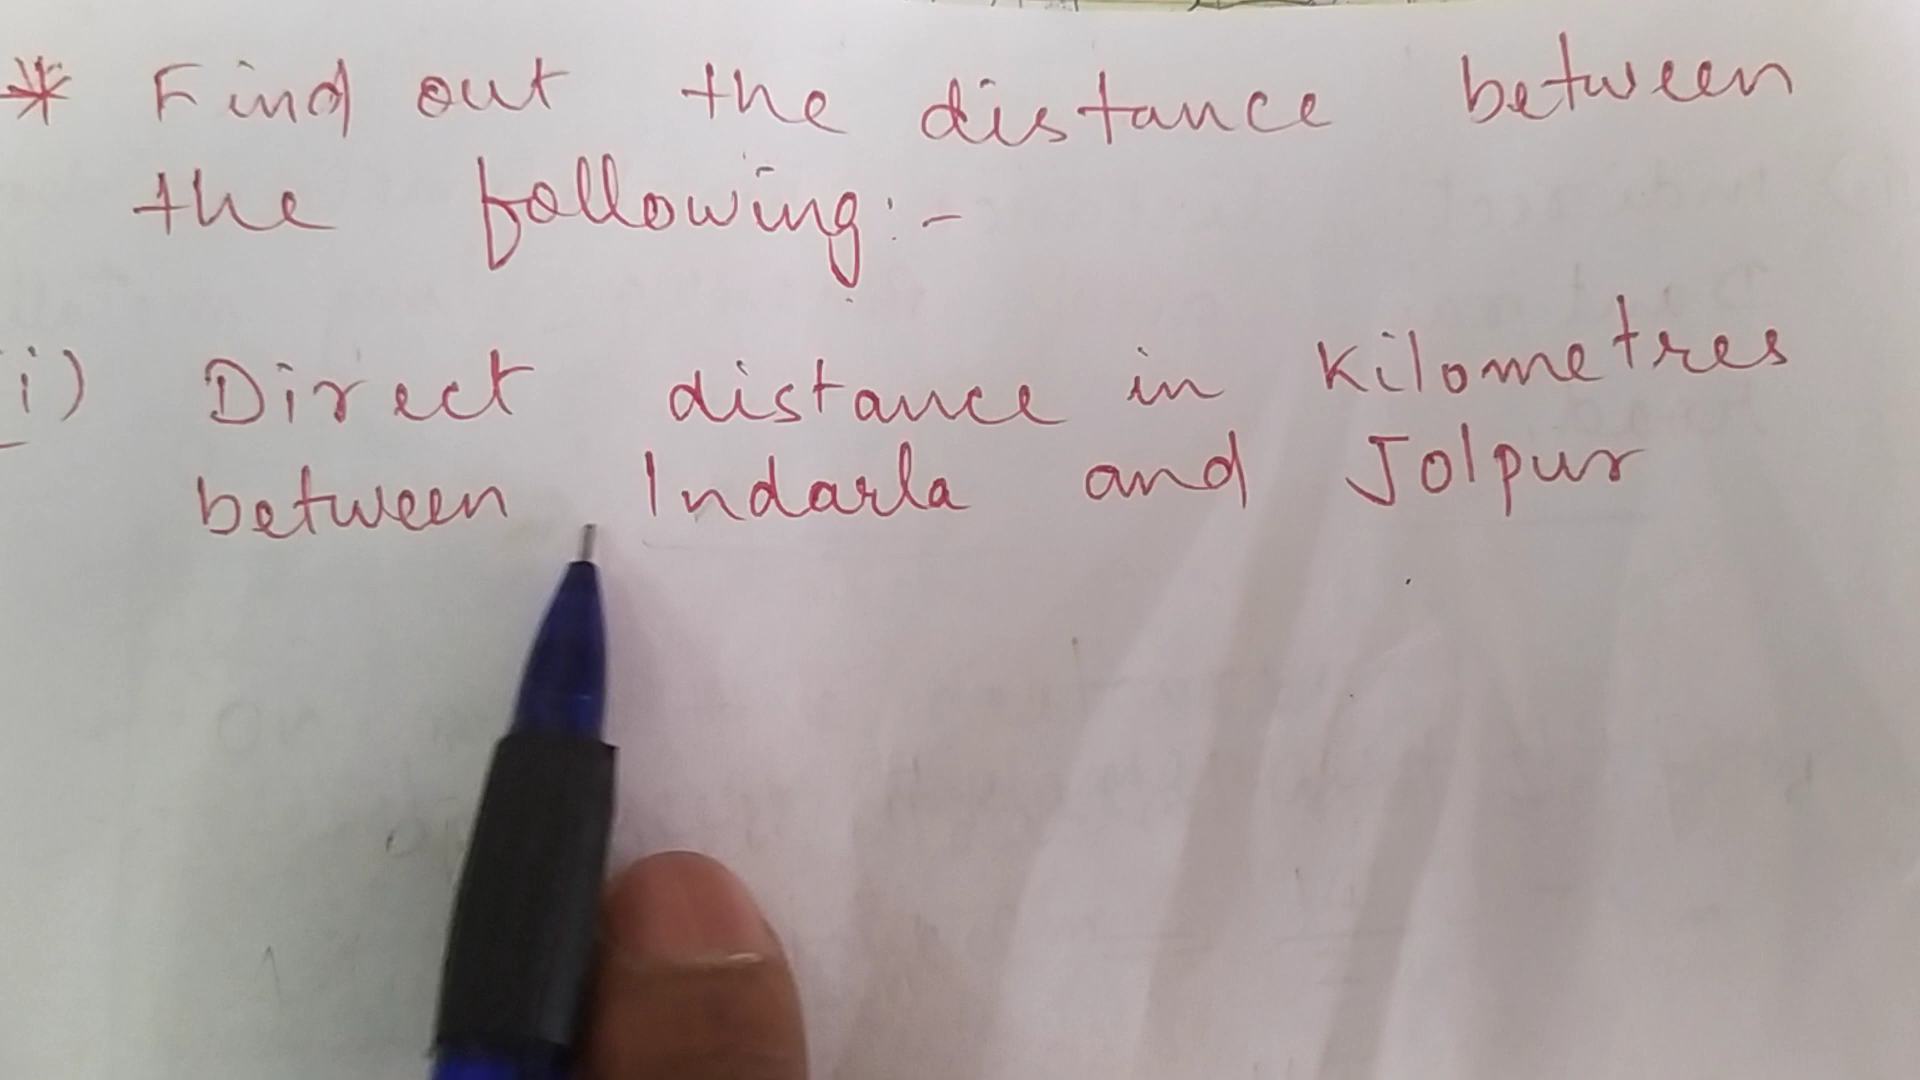 * Find out the distance between
the following:-
i) Direct distance in Kilometres
between Indarla and Jolpur